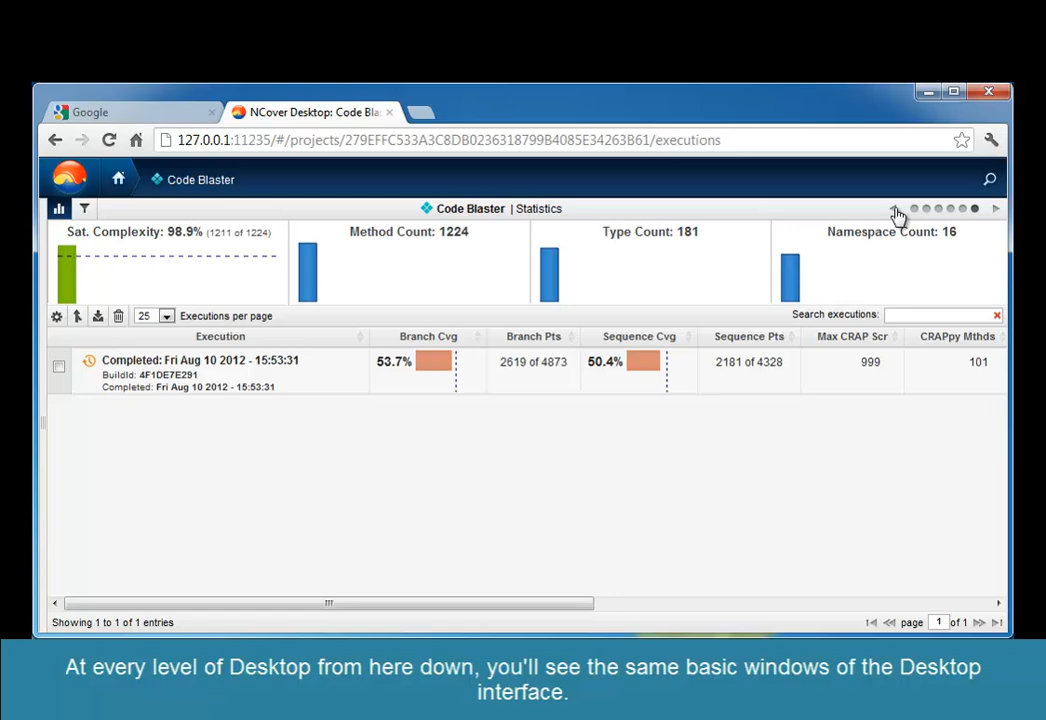 Google
NCover Desktop: Code Bla
127.0.0.1:11235/#/projects/279EFFC533A3C8DB0236318799B4085E34263B61/executions
Code Blaster
Code Blaster | Statistics
Sat. Complexity: 98.9% (1211 of 1224) Method Count: 1224 Type Count: 181 Namespace Count: 16
25 Executions per page Search executions:
Execution Branch Cvg Branch Pts Sequence Cvg Sequence Pts Max CRAP Scr CRAPpy Mthds
Completed: Fri Aug 10 2012 - 15:53:31 53.7% 2619 of 4873 50.4% 2181 of 4328 999 101
BuildId: 4F1DE7E291
Completed: Fri Aug 10 2012 - 15:53:31
Showing 1 to 1 of 1 entries page 1 of 1
At every level of Desktop from here down, you'll see the same basic windows of the Desktop
interface.